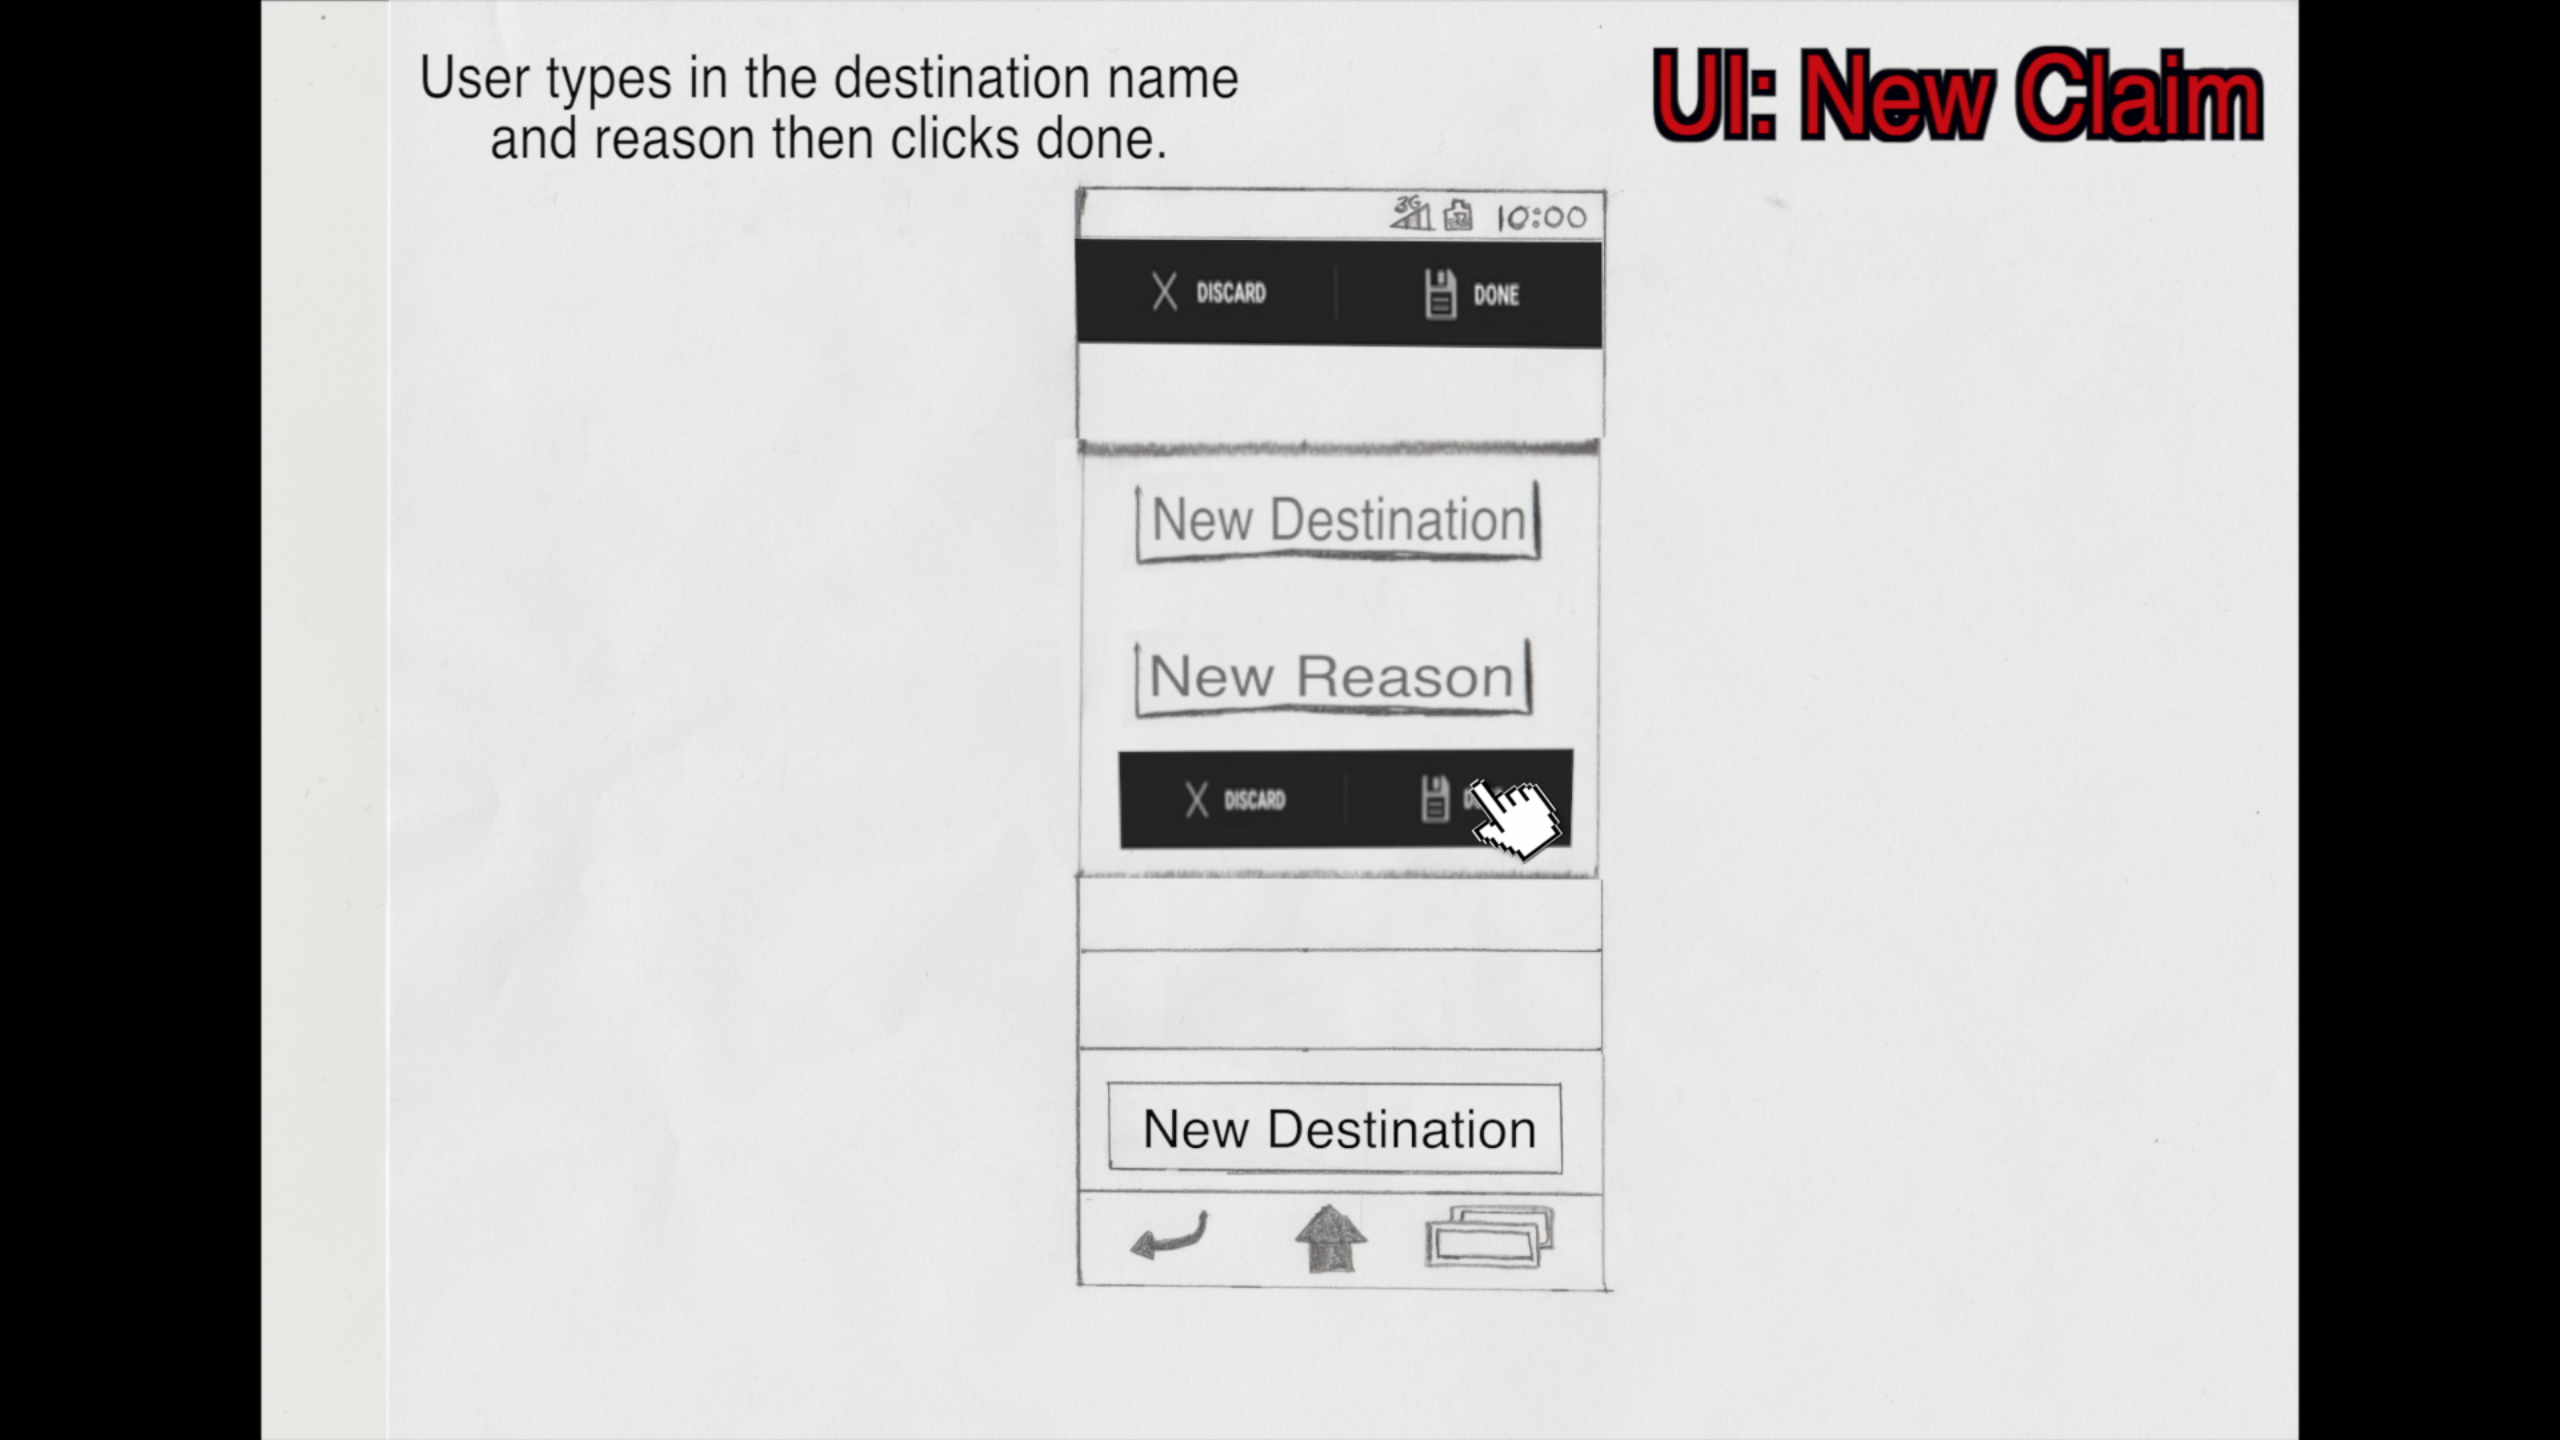 User types in the destination name
and reason then clicks done.
UI: New Claim
3G 10:00
DISCARD DONE
New Destination
New Reason
DISCARD
New Destination